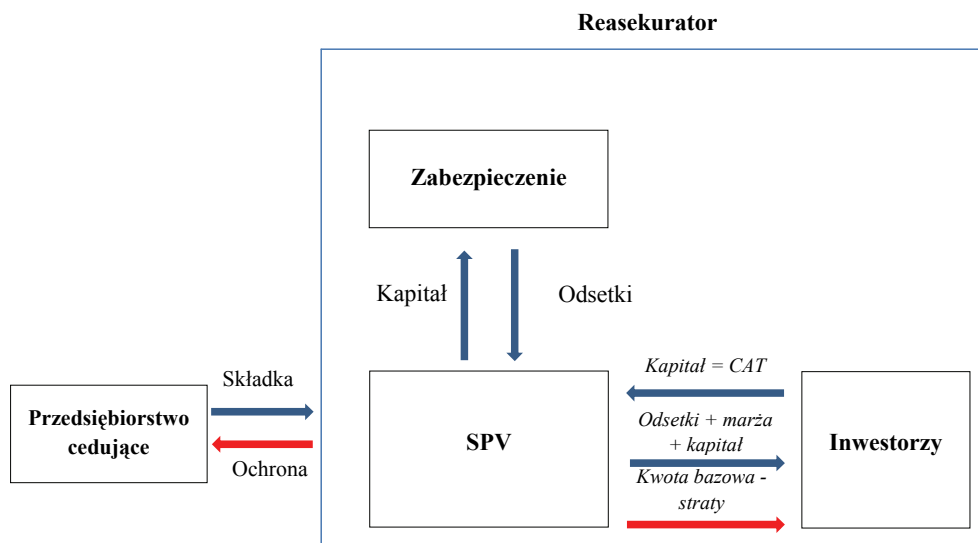 Reasekurator
Zabezpieczenie
Kapitał
Odsetki
Składka
Przedsiębiorstwo
cedujące
Ochrona
SPV
Kapitał = CAT
Odsetki + marża
+ kapitał
Kwota bazowa -
straty
Inwestorzy